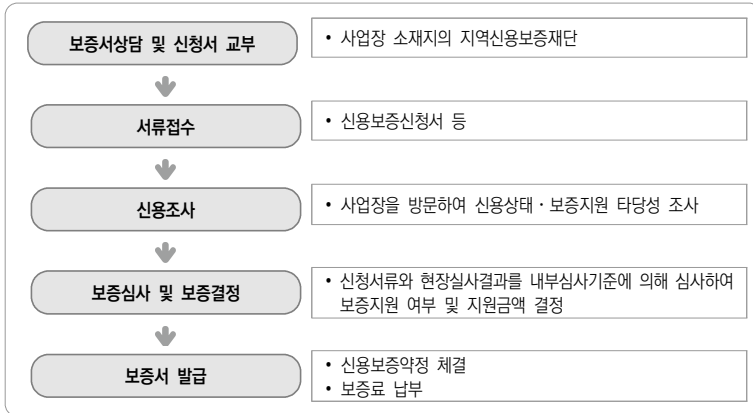 보증서상담 및 신청서 교부
• 사업장 소재지의 지역신용보증재단
서류접수
• 신용보증신청서 등
신용조사
• 사업장을 방문하여 신용상태·보증지원 타당성 조사
보증심사 및 보증결정
• 신청서류와 현장실사결과를 내부심사기준에 의해 심사하여
보증지원 여부 및 지원금액 결정
보증서 발급
• 신용보증약정 체결
• 보증료 납부